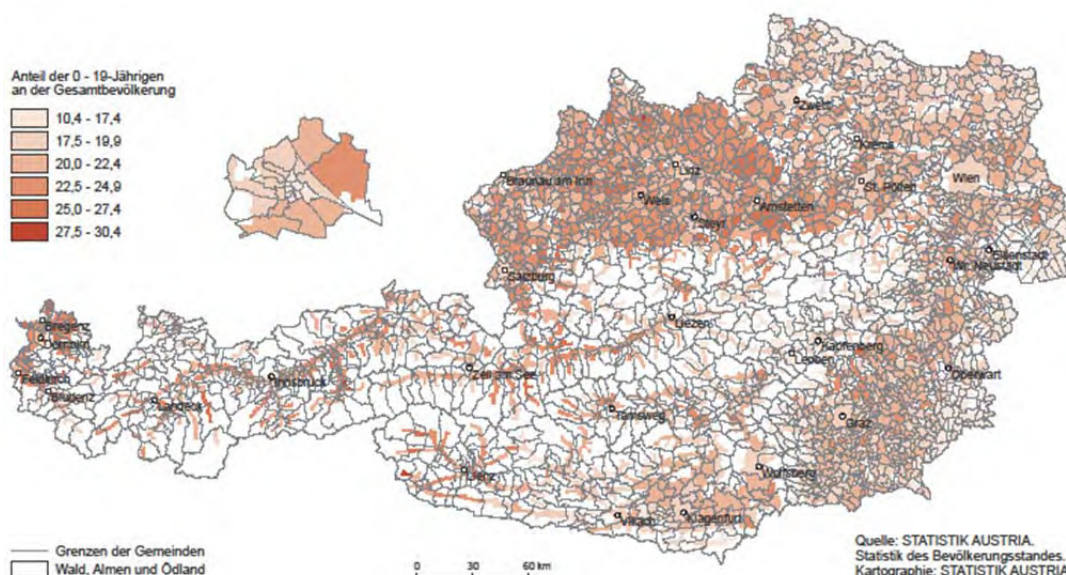 Anteil der 0 - 19-Jährigen
an der Gesamtbevölkerung
10,4 - 17,4
17,5 - 19,9
20,0 - 22,4
22,5 - 24,9
25,0 - 27,4
27,5 - 30,4
Zwettl
Krems
Linz
Braunau am Inn
Wien
St. Pölten
Wels
Amstetten
Steyr
Eisenstadt
Wr. Neustadt
Salzburg
Bregenz
Dornbirn
Liezen
Kapfenberg
Leoben
Feldkirch
Innsbruck
Zell am See
Oberwart
Bludenz
Landeck
Tamsweg
Graz
Lienz
Wolfsberg
Villach
Klagenfurt
Grenzen der Gemeinden
Wald, Almen und Ödland
0 30 60 km
Quelle: STATISTIK AUSTRIA.
Statistik des Bevölkerungsstandes.
Kartographie: STATISTIK AUSTRIA